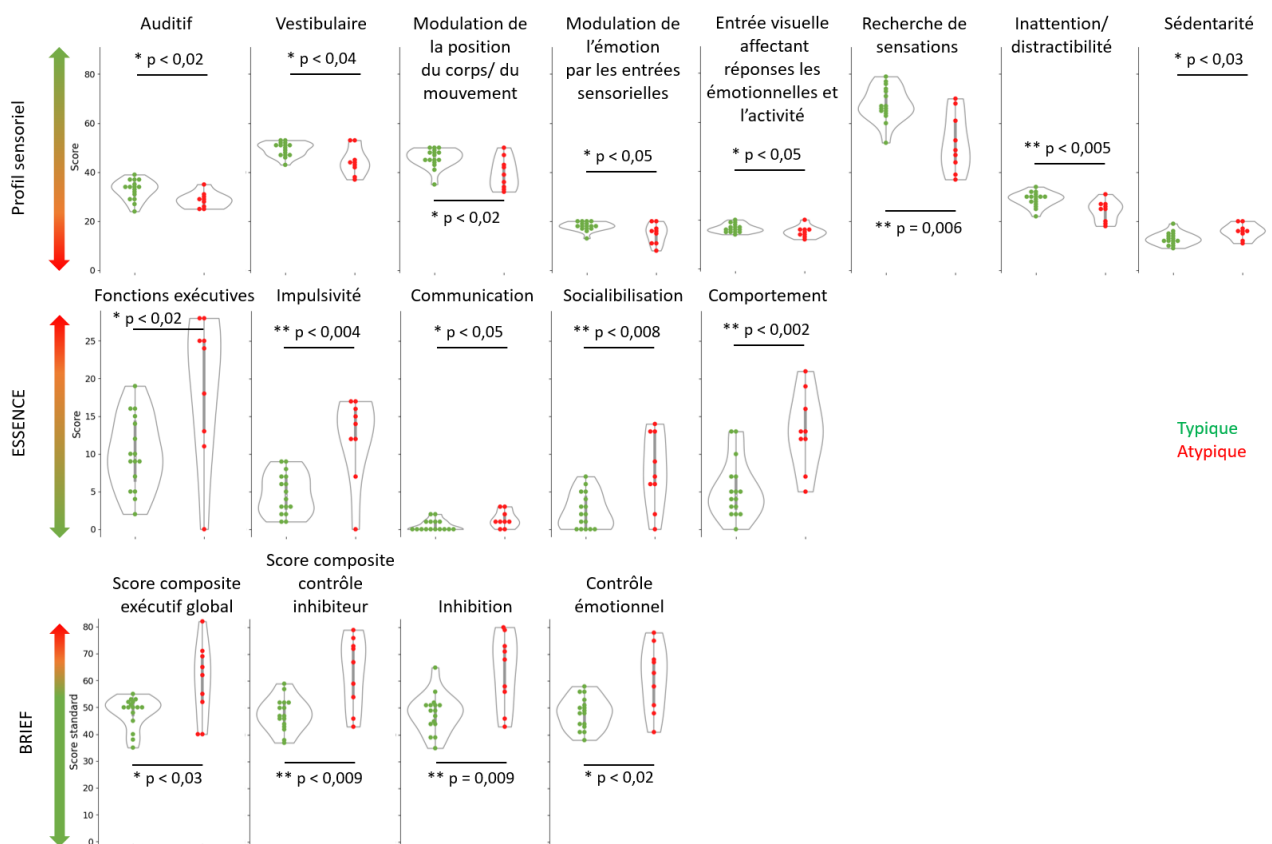 Auditif
Vestibulaire
Modulation de
la position
du corps/ du
mouvement
Modulation de
l'émotion
par les entrées
sensorielles
Entrée visuelle
affectant
réponses les
émotionnelles et
l'activité
Recherche de
sensations
Inattention/
distractibilité
Sédentarité
Profil sensoriel
Score
80
60
40
20
0
* p < 0,02
* p < 0,04
* p < 0,02
* p < 0,05
* p < 0,05
** p = 0,006
** p < 0,005
* p < 0,03
Fonctions exécutives
Impulsivité
Communication
Socialibilisation
Comportement
ESSENCE
Score
25
20
15
10
5
0
* p < 0,02
** p < 0,004
* p < 0,05
** p < 0,008
** p < 0,002
Typique
Atypique
Score composite
exécutif global
Score composite
contrôle
inhibiteur
Inhibition
Contrôle
émotionnel
BRIEF
Score standard
80
70
60
50
40
30
20
10
0
* p < 0,03
** p < 0,009
** p = 0,009
* p < 0,02